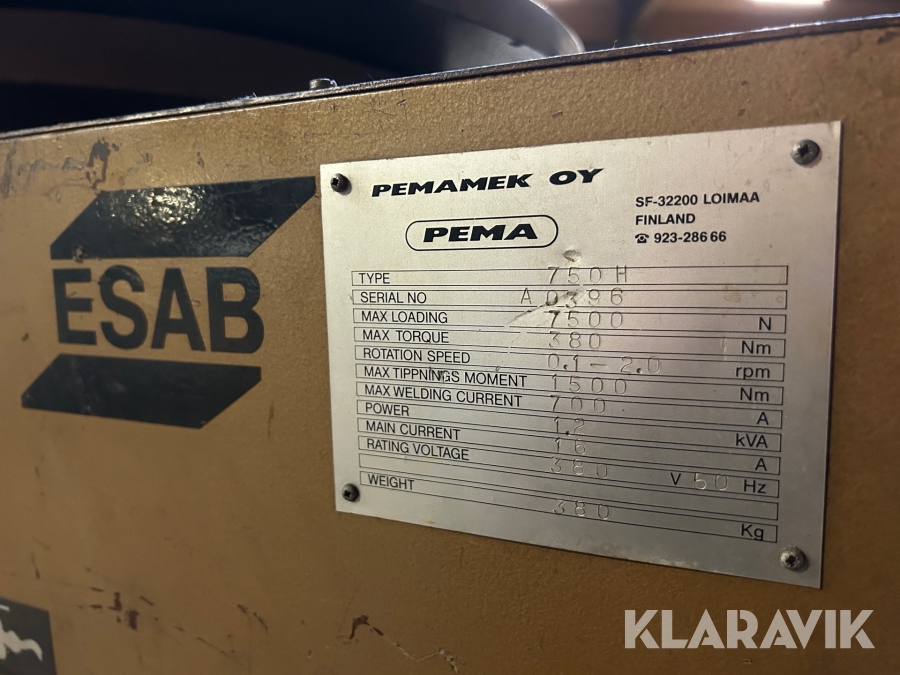 ESAB
PEMAMEK OY
PEMA
SF-32200 LOIMAA
FINLAND
☎ 923-286 66
TYPE 750H
SERIAL NO A 0396
MAX LOADING 7500 N
MAX TORQUE 380 Nm
ROTATION SPEED 0.1-2.0 rpm
MAX TIPPNINGS MOMENT 1500 Nm
MAX WELDING CURRENT 700 A
POWER 1.2 kVA
MAIN CURRENT 16 A
RATING VOLTAGE 380 V 50 Hz
WEIGHT 380 Kg
KLARAVIK